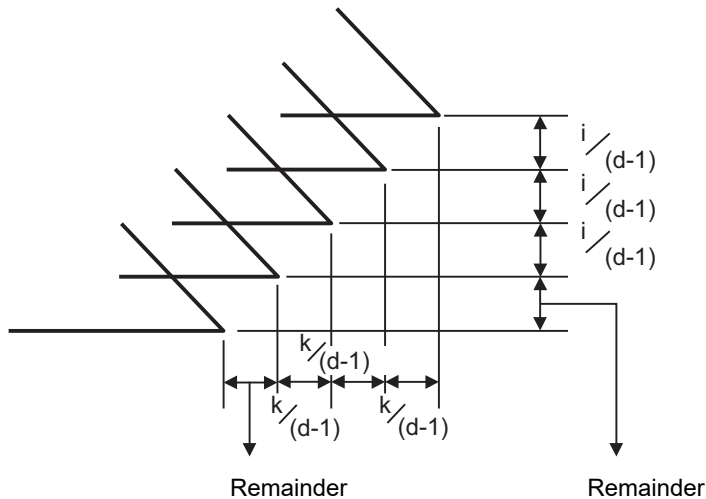 i/(d-1)
i/(d-1)
i/(d-1)
k/(d-1)
k/(d-1)
k/(d-1)
Remainder
Remainder